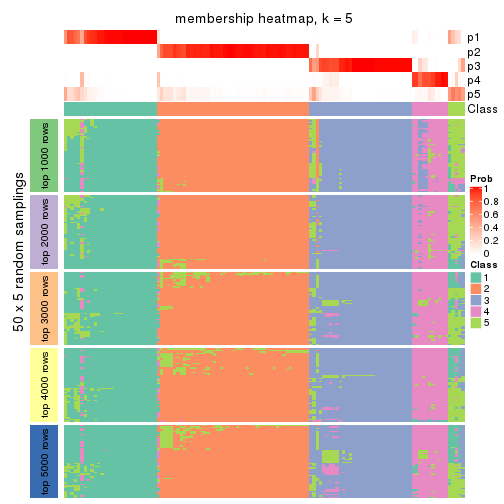 membership heatmap, k = 5
p1
p2
p3
p4
p5
Class
50 x 5 random samplings
top 1000 rows
top 2000 rows
top 3000 rows
top 4000 rows
top 5000 rows
Prob
1
0.8
0.6
0.4
0.2
0
Class
1
2
3
4
5